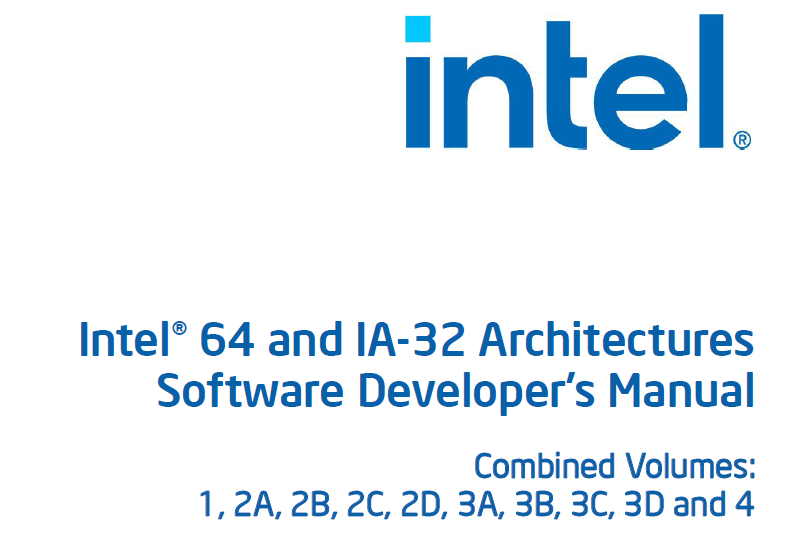 intel®
Intel® 64 and IA-32 Architectures
Software Developer's Manual
Combined Volumes:
1, 2A, 2B, 2C, 2D, 3A, 3B, 3C, 3D and 4